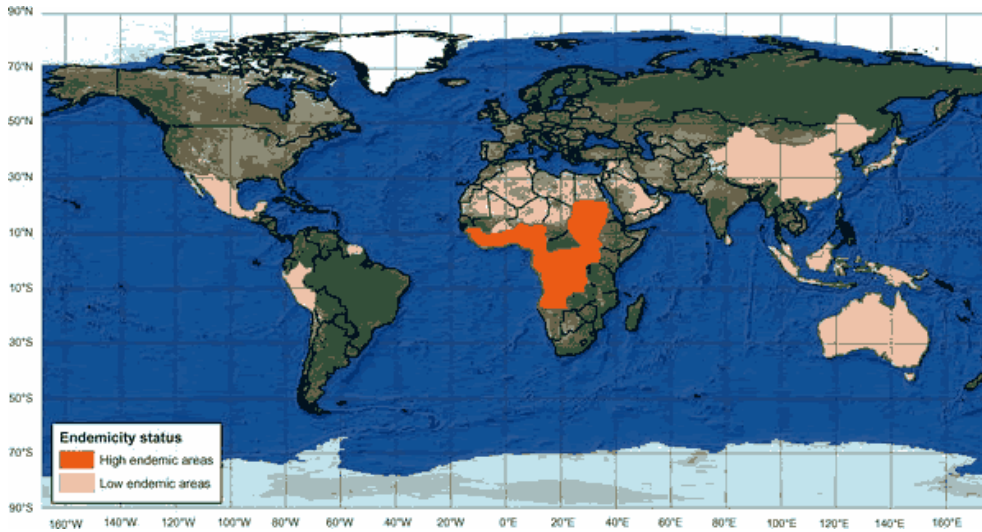 90°N
70°N
50°N
30°N
10°N
10°S
30°S
50°S
70°S
90°S
Endemicity status
High endemic areas
Low endemic areas
160°W 140°W 120°W 100°W 80°W 60°W 40°W 20°W 0°E 20°E 40°E 60°E 80°E 100°E 120°E 140°E 160°E